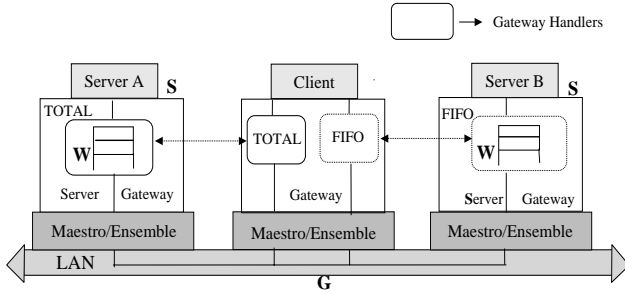 Gateway Handlers
Server A
S
Client
Server B
S
TOTAL
W
Server Gateway
TOTAL
FIFO
Gateway
FIFO
W
Server Gateway
Maestro/Ensemble
Maestro/Ensemble
Maestro/Ensemble
LAN
G